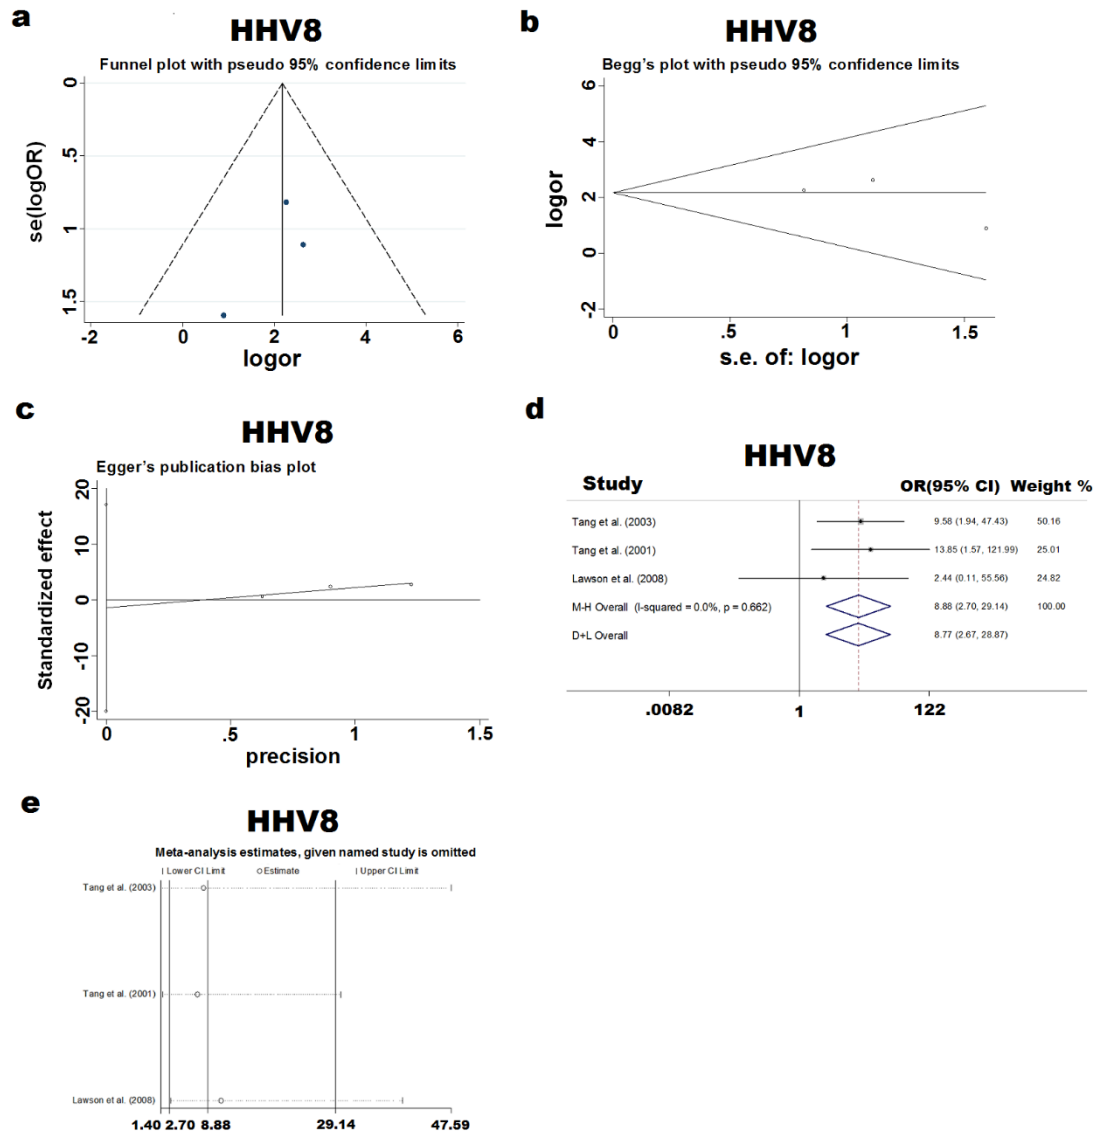 a
HHV8
Funnel plot with pseudo 95% confidence limits
se(logOR)
0
.5
1
1.5
-2 0 2 4 6
logor
b
HHV8
Begg's plot with pseudo 95% confidence limits
logor
6
4
2
0
-2
0 .5 1 1.5
s.e. of: logor
c
HHV8
Egger's publication bias plot
Standardized effect
20
10
0
-10
-20
0 .5 1 1.5
precision
d
HHV8
Study OR(95% CI) Weight %
Tang et al. (2003) 9.58 (1.94, 47.43) 50.16
Tang et al. (2001) 13.85 (1.57, 121.99) 25.01
Lawson et al. (2008) 2.44 (0.11, 55.56) 24.82
M-H Overall (I-squared = 0.0%, p = 0.662) 8.88 (2.70, 29.14) 100.00
D+L Overall 8.77 (2.67, 28.87)
.0082 1 122
e
HHV8
Meta-analysis estimates, given named study is omitted
| Lower CI Limit ○ Estimate | Upper CI Limit
Tang et al. (2003)
Tang et al. (2001)
Lawson et al. (2008)
1.40 2.70 8.88 29.14 47.59